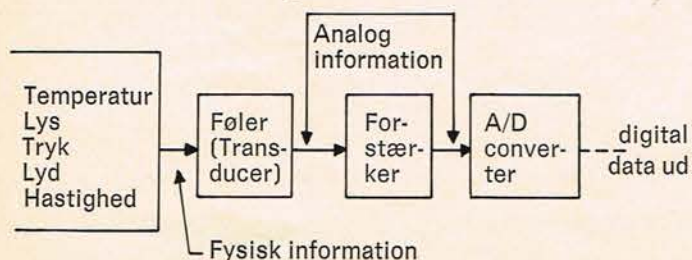 Analog
information
Temperatur
Lys
Tryk
Lyd
Hastighed
Føler
(Trans-
ducer)
For-
stær-
ker
A/D
conver-
ter
digital
data ud
Fysisk information